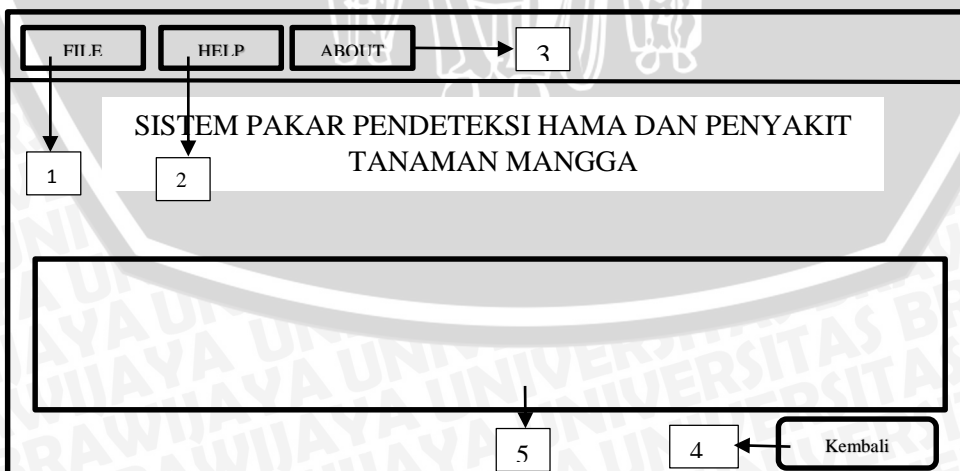 FILE HELP ABOUT 3
SISTEM PAKAR PENDETEKSI HAMA DAN PENYAKIT
TANAMAN MANGGA
1 2
5 4 Kembali